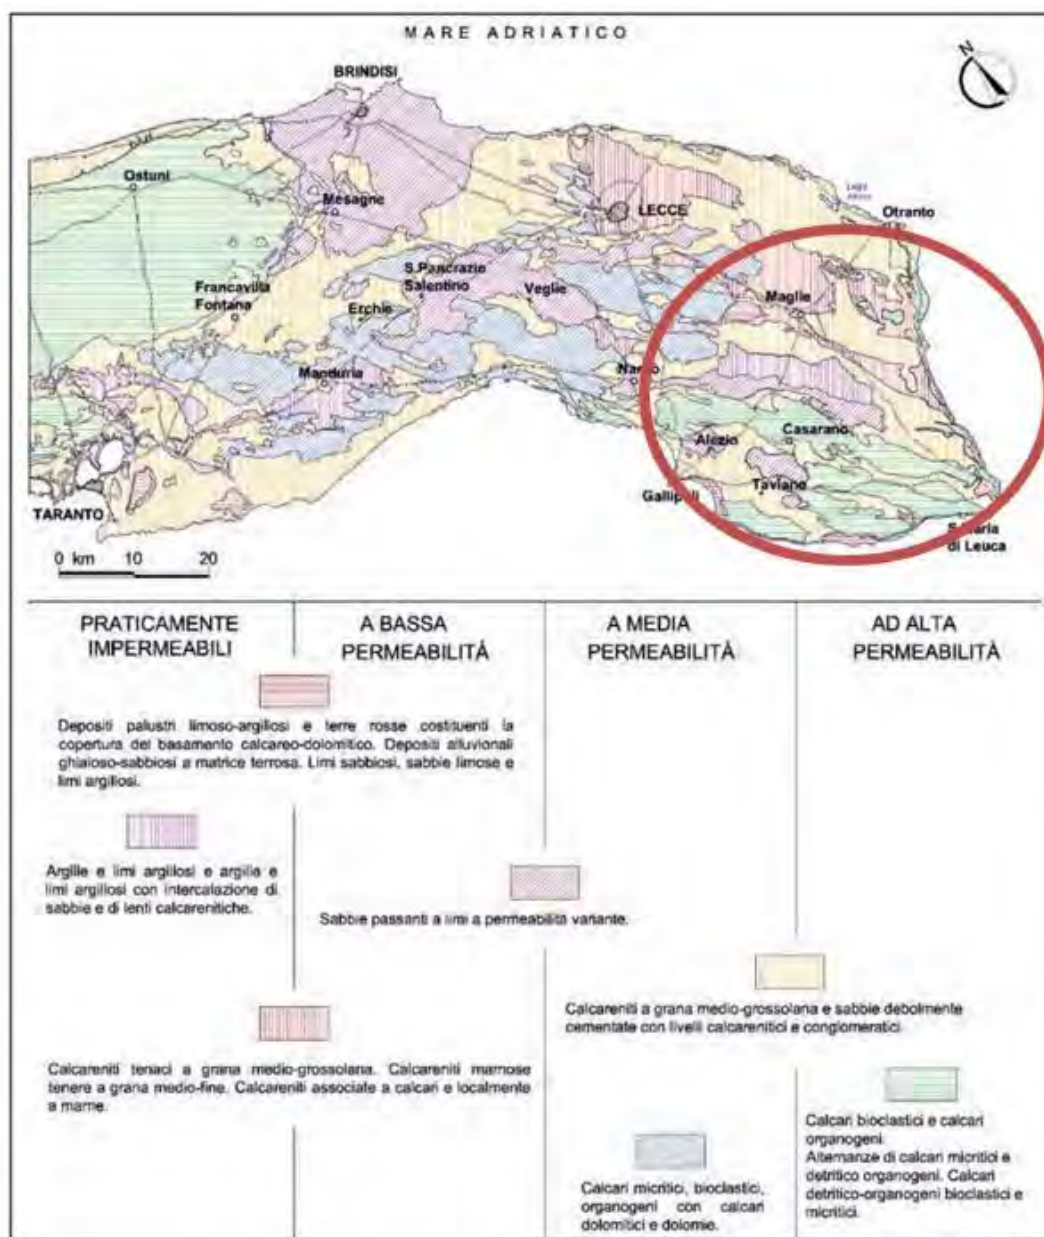 MARE ADRIATICO
N
BRINDISI
Ostuni
Mesagne
LECCE
Otranto
Francavilla
Fontana
S.Pancrazio
Salentino
Veglie
Maglie
Erchie
Manduria
Nardò
Casarano
Alezio
Taviano
Gallipoli
TARANTO
S.Maria
di Leuca
0 km 10 20
PRATICAMENTE
IMPERMEABILI
A BASSA
PERMEABILITÁ
A MEDIA
PERMEABILITÁ
AD ALTA
PERMEABILITÁ
Depositi palustri limoso-argillosi e terre rosse costituenti la
copertura del basamento calcareo-dolomitico. Depositi alluvionali
ghiaioso-sabbiosi a matrice terrosa. Limi sabbiosi, sabbie limose e
limi argillosi.
Argille e limi argillosi e argille e
limi argillosi con intercalazione di
sabbie e di lenti calcarenitiche.
Sabbie passanti a limi a permeabilità variante.
Calcareniti a grana medio-grossolana e sabbie debolmente
cementate con livelli calcarenitici e conglomeratici.
Calcareniti tenaci a grana medio-grossolana. Calcareniti marnose
tenere a grana medio-fine. Calcareniti associate a calcari e localmente
a marne.
Calcari bioclastici e calcari
organogeni.
Alternanze di calcari micritici e
detritico organogeni. Calcari
detritico-organogeni bioclastici e
micritici.
Calcari micritici, bioclastici,
organogeni con calcari
dolomitici e dolomie.